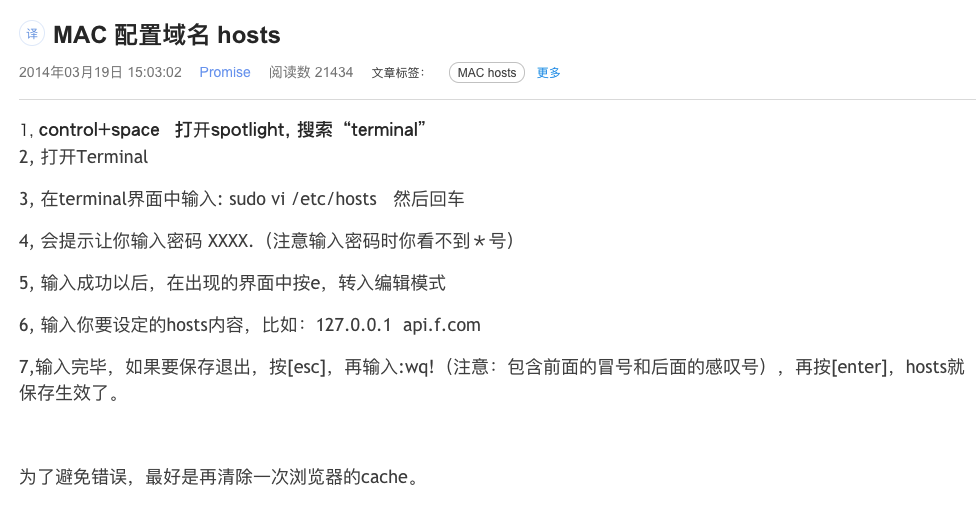 译 MAC 配置域名 hosts
2014年03月19日 15:03:02 Promise 阅读数 21434 文章标签: MAC hosts 更多
1, control+space 打开spotlight, 搜索“terminal”
2, 打开Terminal
3, 在terminal界面中输入: sudo vi /etc/hosts 然后回车
4, 会提示让你输入密码 XXXX.（注意输入密码时你看不到＊号）
5, 输入成功以后，在出现的界面中按e，转入编辑模式
6, 输入你要设定的hosts内容，比如：127.0.0.1 api.f.com
7,输入完毕，如果要保存退出，按[esc]，再输入:wq!（注意：包含前面的冒号和后面的感叹号），再按[enter]，hosts就
保存生效了。
为了避免错误，最好是再清除一次浏览器的cache。